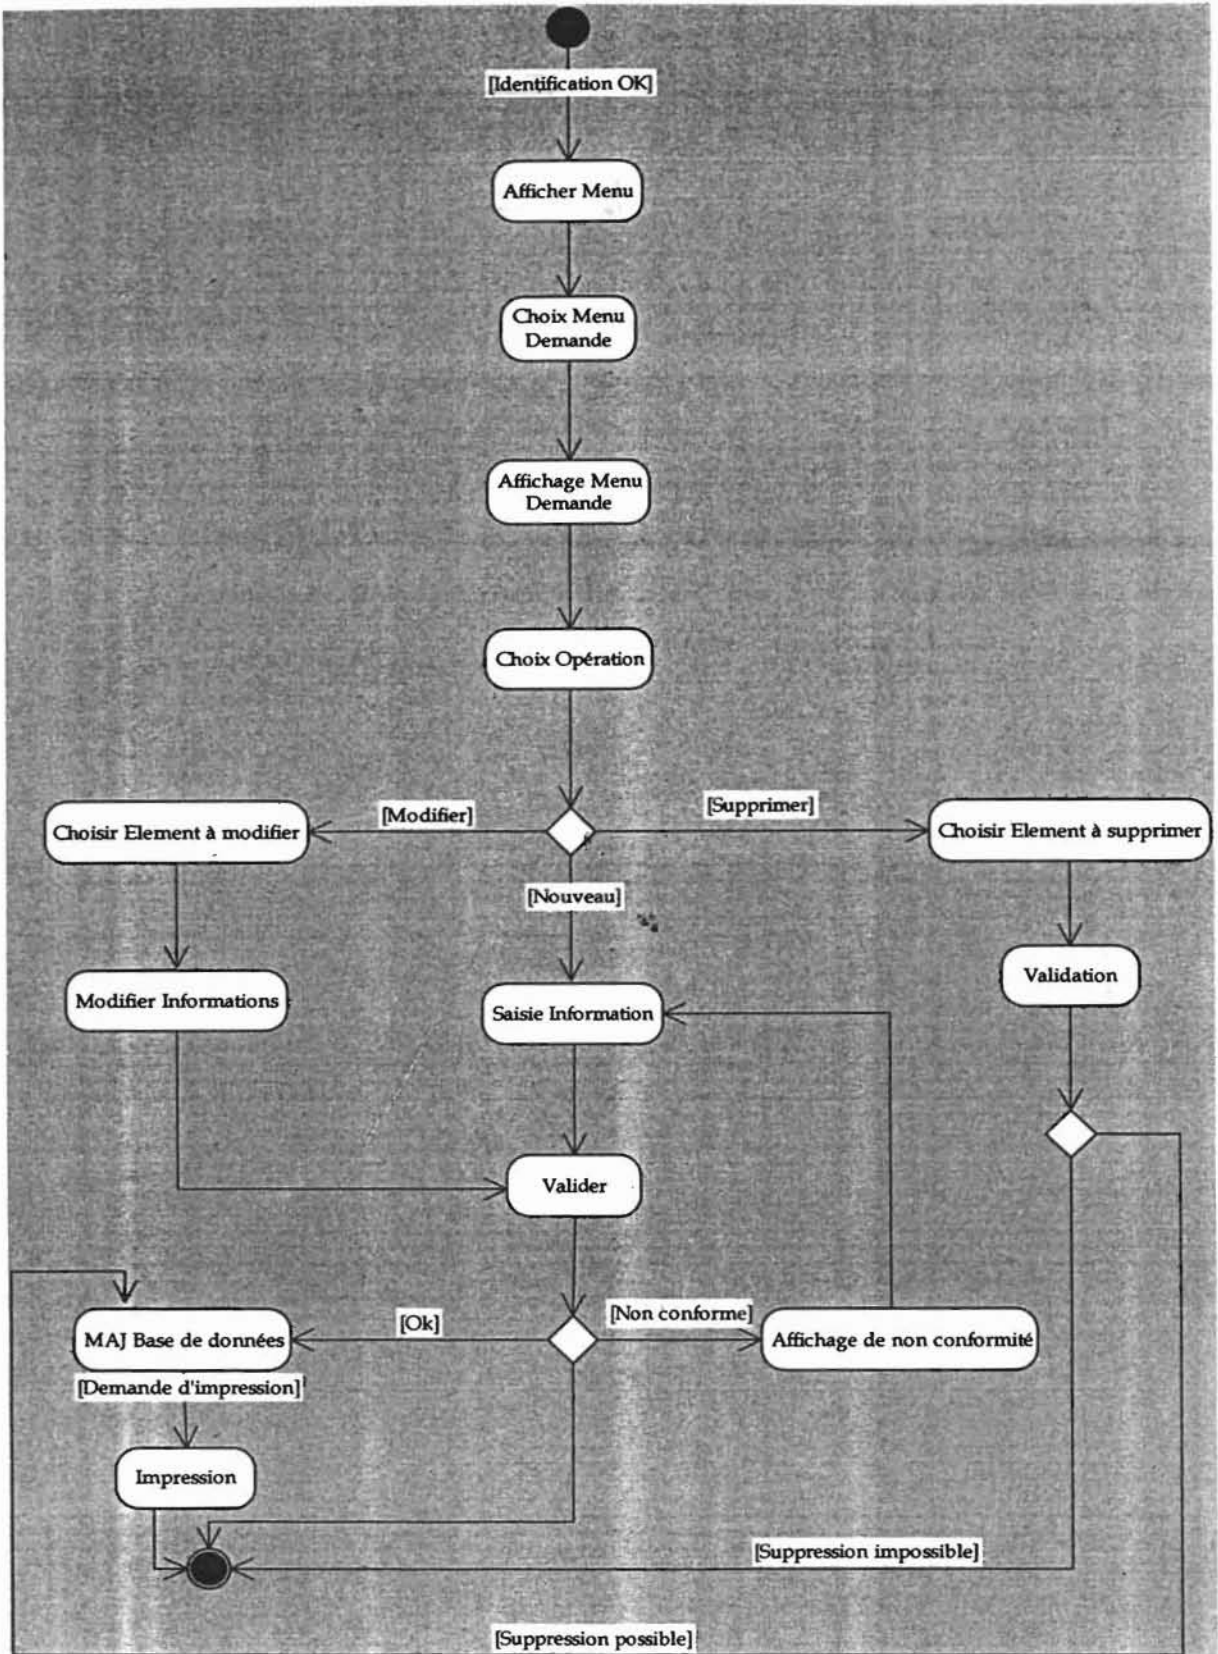 [Identification OK]
Afficher Menu
Choix Menu
Demande
Affichage Menu
Demande
Choix Opération
[Modifier]
[Supprimer]
Choisir Element à modifier
Choisir Element à supprimer
[Nouveau]
Validation
Modifier Informations
Saisie Information
Valider
[Ok]
[Non conforme]
MAJ Base de données
Affichage de non conformité
[Demande d'impression]
Impression
[Suppression impossible]
[Suppression possible]